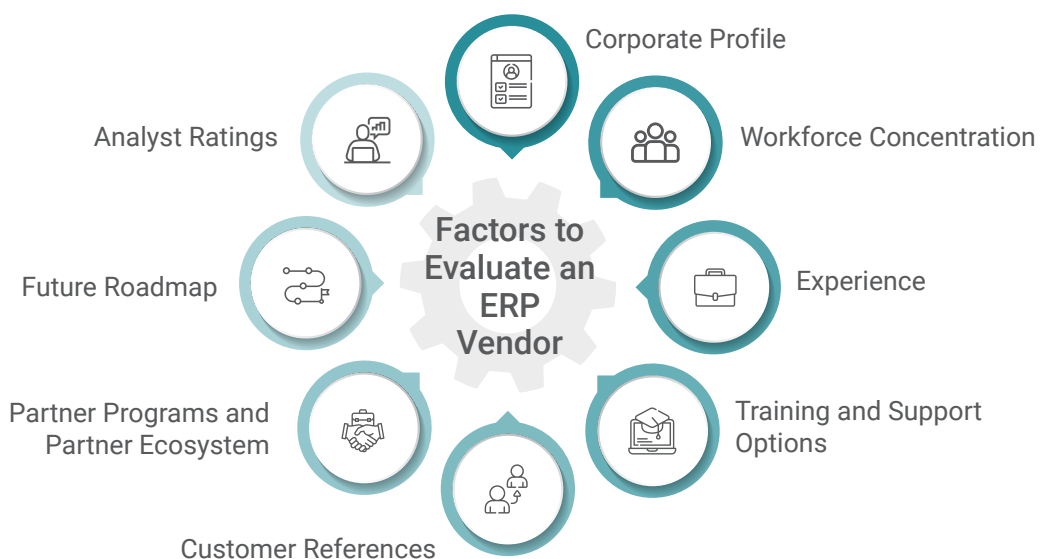 Corporate Profile
Analyst Ratings
Workforce Concentration
Factors to
Evaluate an
ERP
Vendor
Future Roadmap
Experience
Partner Programs and
Partner Ecosystem
Training and Support
Options
Customer References